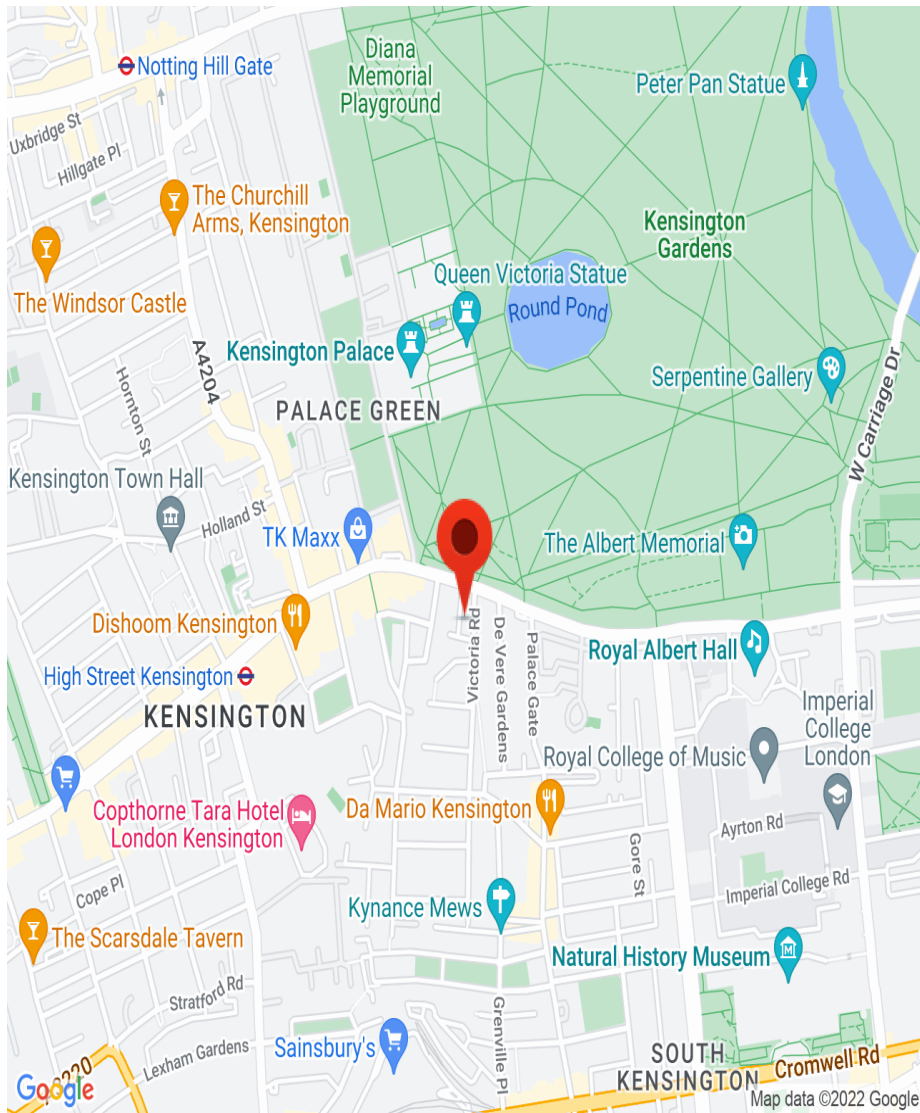 Notting Hill Gate
Diana
Memorial
Playground
Peter Pan Statue
Uxbridge St
Hillgate Pl
The Churchill
Arms, Kensington
Kensington
Gardens
The Windsor Castle
Queen Victoria Statue
Round Pond
A4204
Kensington Palace
Serpentine Gallery
W Carriage Dr
Hornton St
PALACE GREEN
Kensington Town Hall
Holland St
TK Maxx
The Albert Memorial
Dishoom Kensington
Victoria Rd
De Vere Gardens
Palace Gate
Royal Albert Hall
High Street Kensington
KENSINGTON
Imperial
College
London
Royal College of Music
Copthorne Tara Hotel
London Kensington
Da Mario Kensington
Ayrton Rd
Gore St
Cope Pl
Imperial College Rd
Kynance Mews
The Scarsdale Tavern
Natural History Museum
Stratford Rd
Grenville Pl
Lexham Gardens
Sainsbury's
SOUTH
KENSINGTON
Cromwell Rd
Google
Map data ©2022 Google